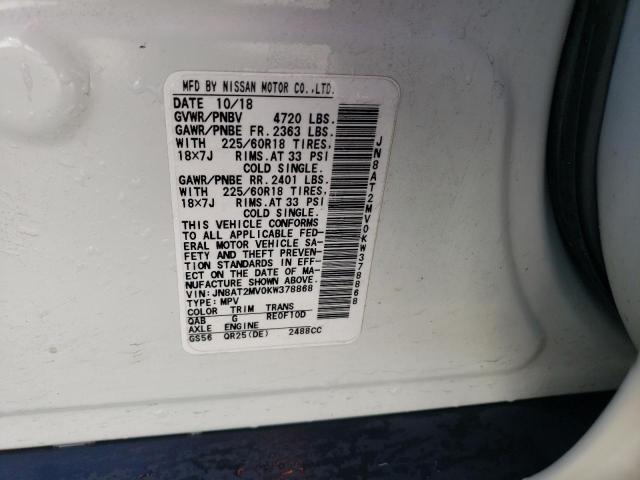 MFD BY NISSAN MOTOR CO.,LTD.
DATE 10/18
GVWR/PNBV 4720 LBS.
GAWR/PNBE FR. 2363 LBS.
WITH 225/60R18 TIRES.
18X7J RIMS.AT 33 PSI
COLD SINGLE.
GAWR/PNBE RR. 2401 LBS.
WITH 225/60R18 TIRES.
18X7J RIMS.AT 33 PSI
COLD SINGLE.
THIS VEHICLE CONFORMS
TO ALL APPLICABLE FED-
ERAL MOTOR VEHICLE SA-
FETY AND THEFT PREVENTION
STANDARDS IN EFF-
ECT ON THE DATE OF MA-
NUFACTURE SHOWN ABOVE.
VIN: JN8AT2MV0KW378868
TYPE: MPV
COLOR TRIM TRANS
QAB G RE0F10D
AXLE ENGINE
GS56 QR25(DE) 2488CC
JN8AT2MV0KW378868